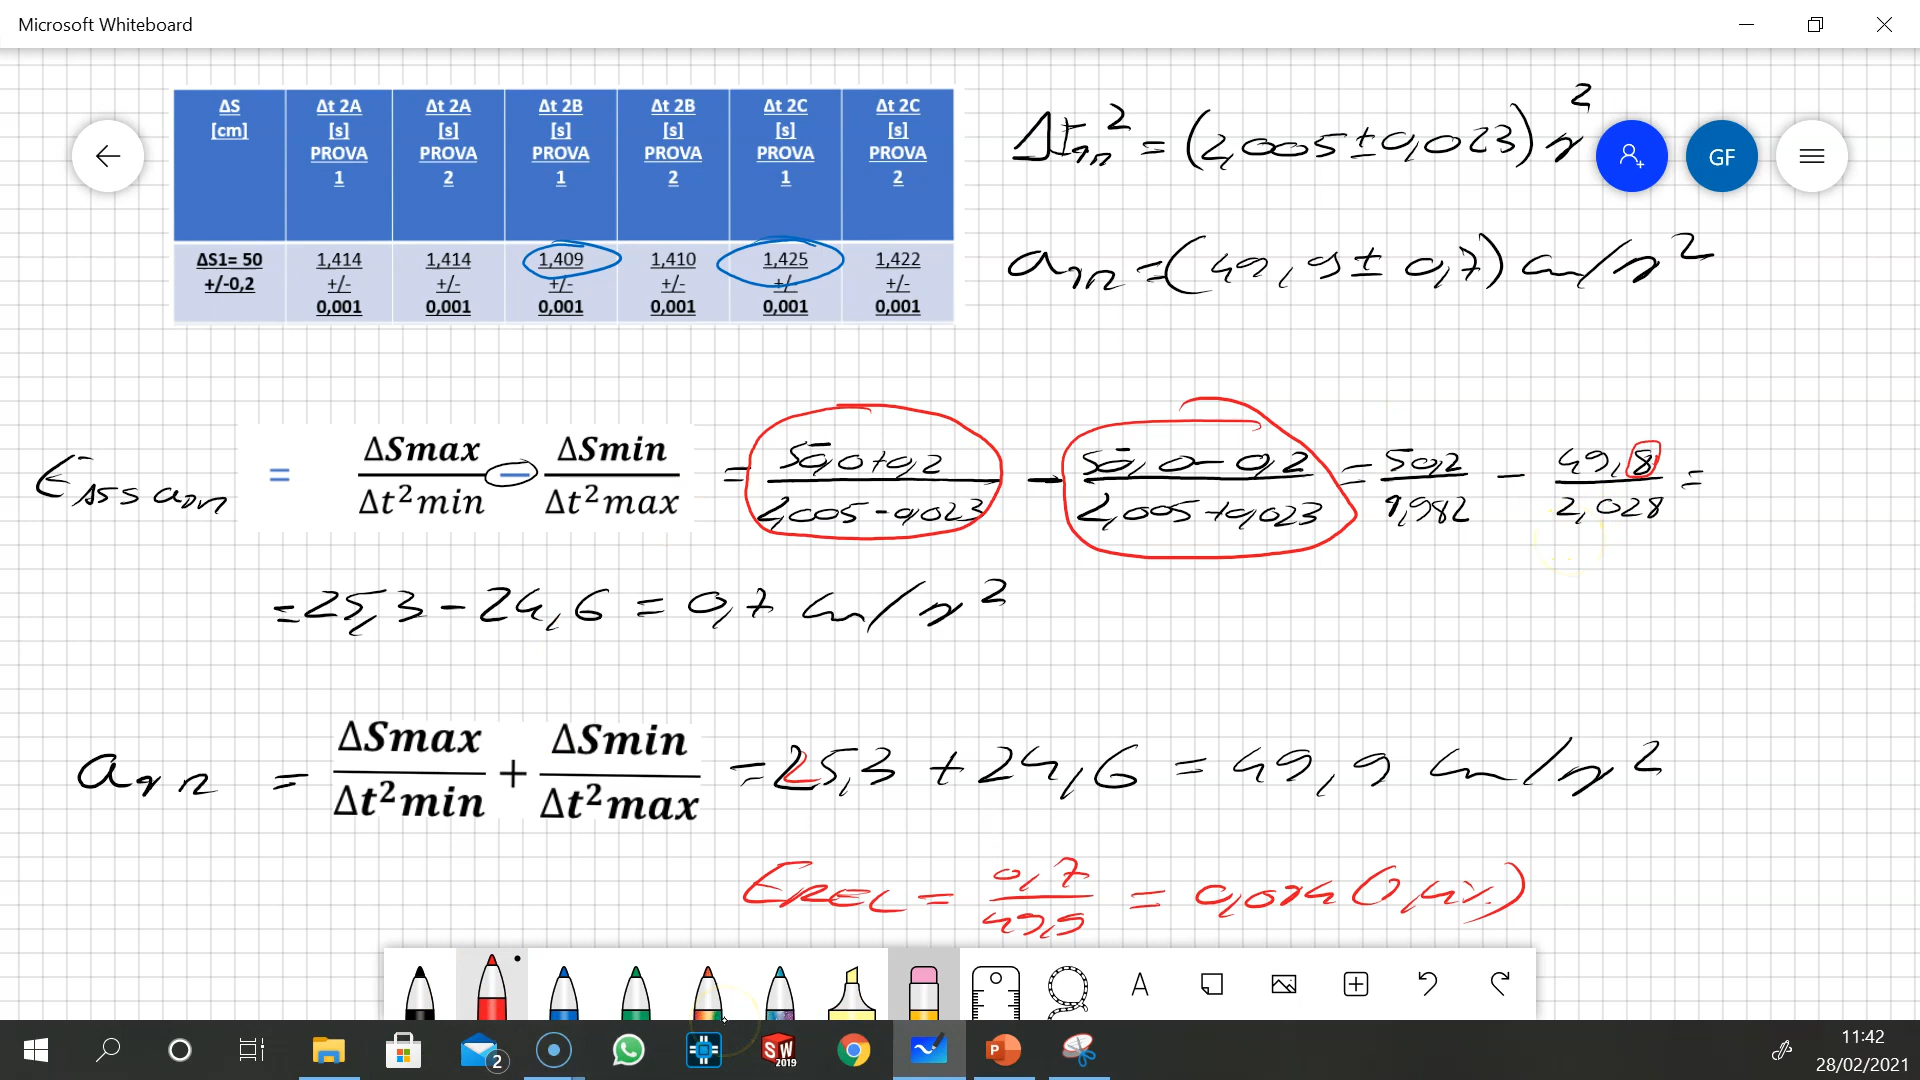 Microsoft Whiteboard
ΔS [cm] Δt 2A [s] PROVA 1 Δt 2A [s] PROVA 2 Δt 2B [s] PROVA 1 Δt 2B [s] PROVA 2 Δt 2C [s] PROVA 1 Δt 2C [s] PROVA 2
ΔS1= 50 +/-0,2 1,414 +/- 0,001 1,414 +/- 0,001 1,409 +/- 0,001 1,410 +/- 0,001 1,425 +/- 0,001 1,422 +/- 0,001
= (2,005 ± 0,023) s²
GF
= (49,9 ± 0,7) cm/s²
= ΔSmax/Δt²min − ΔSmin/Δt²max = (50,0+0,2)/(2,005−0,023) − (50,0−0,2)/(2,005+0,023) = 50,2/1,982 − 49,8/2,028 =
= 25,3 − 24,6 = 0,7 cm/s²
= ΔSmax/Δt²min + ΔSmin/Δt²max = 25,3 + 24,6 = 49,9 cm/s²
EREL = 0,7/49,9 = 0,014 (1,4%)
A
2
SW
2019
P
11:42
28/02/2021